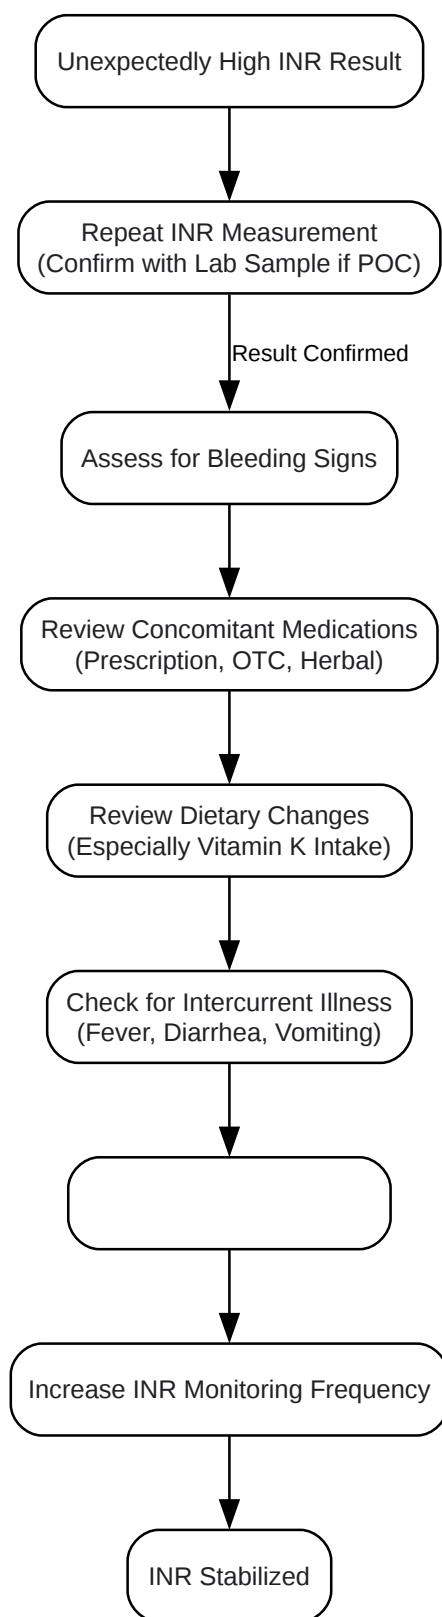 Unexpectedly High INR Result
Repeat INR Measurement
(Confirm with Lab Sample if POC)
Result Confirmed
Assess for Bleeding Signs
Review Concomitant Medications
(Prescription, OTC, Herbal)
Review Dietary Changes
(Especially Vitamin K Intake)
Check for Intercurrent Illness
(Fever, Diarrhea, Vomiting)
Increase INR Monitoring Frequency
INR Stabilized